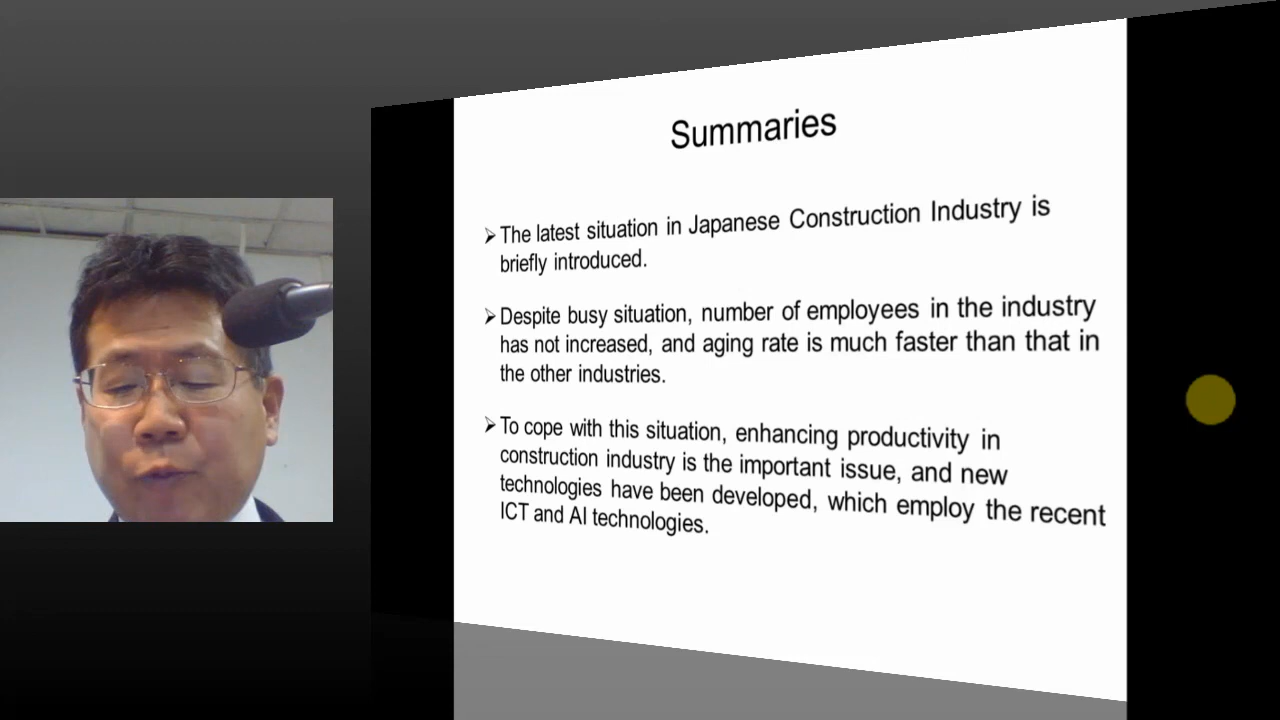 Summaries
➢The latest situation in Japanese Construction Industry is
briefly introduced.
➢Despite busy situation, number of employees in the industry
has not increased, and aging rate is much faster than that in
the other industries.
➢To cope with this situation, enhancing productivity in
construction industry is the important issue, and new
technologies have been developed, which employ the recent
ICT and AI technologies.